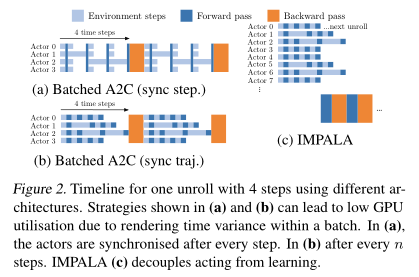 Environment steps Forward pass Backward pass
4 time steps
Actor 0
Actor 1
Actor 2
Actor 3
(a) Batched A2C (sync step.)
4 time steps
Actor 0
Actor 1
Actor 2
Actor 3
(b) Batched A2C (sync traj.)
Actor 0 ...next unroll
Actor 1
Actor 2
Actor 3
Actor 4
Actor 5
Actor 6
Actor 7
⋮
...
(c) IMPALA
Figure 2. Timeline for one unroll with 4 steps using different ar-
chitectures. Strategies shown in (a) and (b) can lead to low GPU
utilisation due to rendering time variance within a batch. In (a),
the actors are synchronised after every step. In (b) after every n
steps. IMPALA (c) decouples acting from learning.